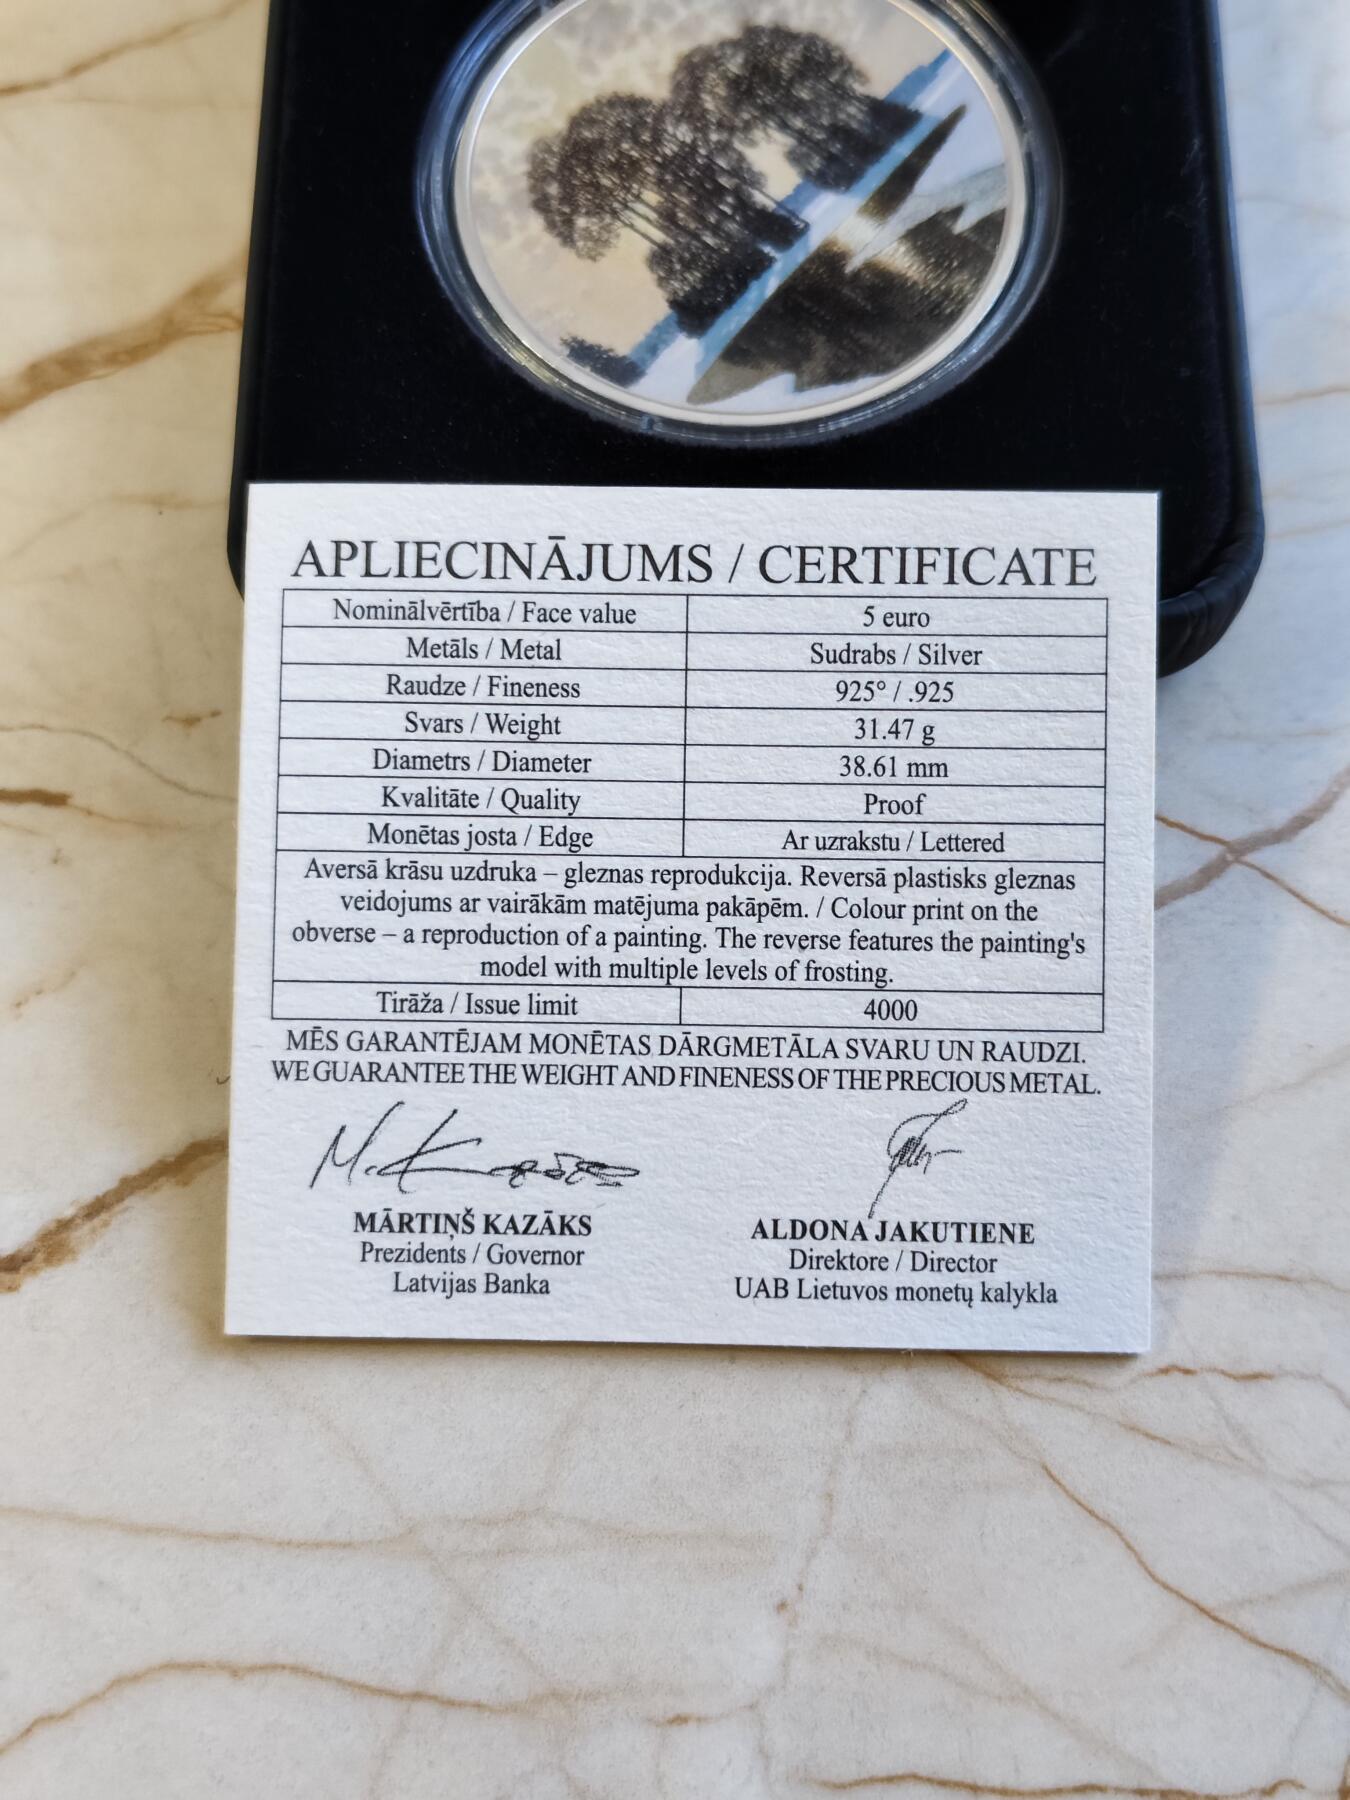 APLIECINĀJUMS / CERTIFICATE
Nominālvērtība / Face value 5 euro
Metāls / Metal Sudrabs / Silver
Raudze / Fineness 925° / .925
Svars / Weight 31.47 g
Diametrs / Diameter 38.61 mm
Kvalitāte / Quality Proof
Monētas josta / Edge Ar uzrakstu / Lettered
Aversā krāsu uzdruka – gleznas reprodukcija. Reversā plastisks gleznas
veidojums ar vairākām matējuma pakāpēm. / Colour print on the
obverse – a reproduction of a painting. The reverse features the painting's
model with multiple levels of frosting.
Tirāža / Issue limit 4000
MĒS GARANTĒJAM MONĒTAS DĀRGMETĀLA SVARU UN RAUDZI.
WE GUARANTEE THE WEIGHT AND FINENESS OF THE PRECIOUS METAL.
MĀRTIŅŠ KAZĀKS
Prezidents / Governor
Latvijas Banka
ALDONA JAKUTIENE
Direktore / Director
UAB Lietuvos monetų kalykla